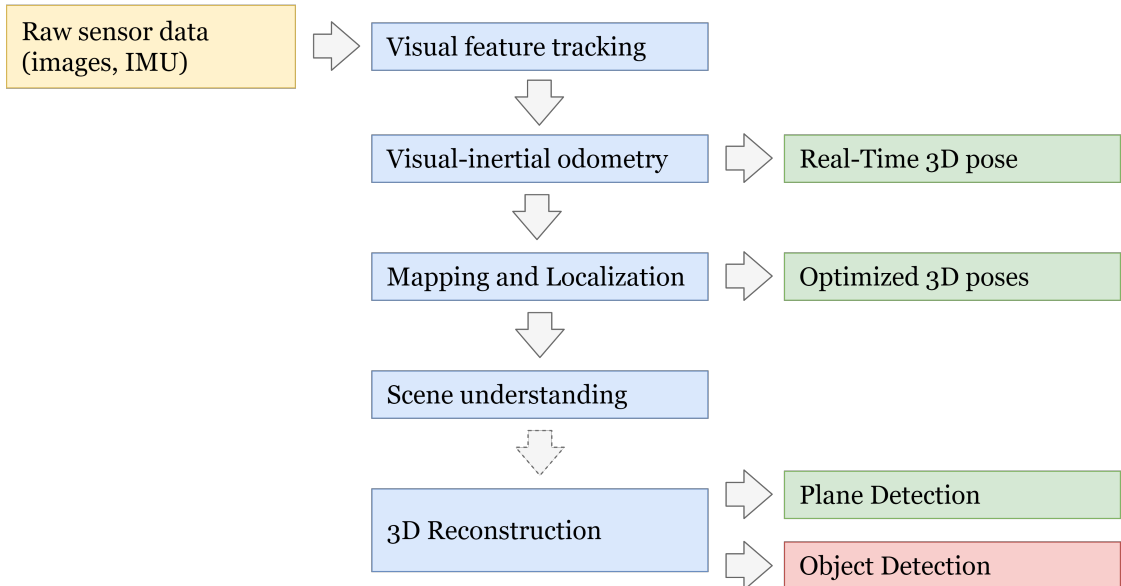 Raw sensor data
(images, IMU)
Visual feature tracking
Visual-inertial odometry
Real-Time 3D pose
Mapping and Localization
Optimized 3D poses
Scene understanding
Plane Detection
3D Reconstruction
Object Detection